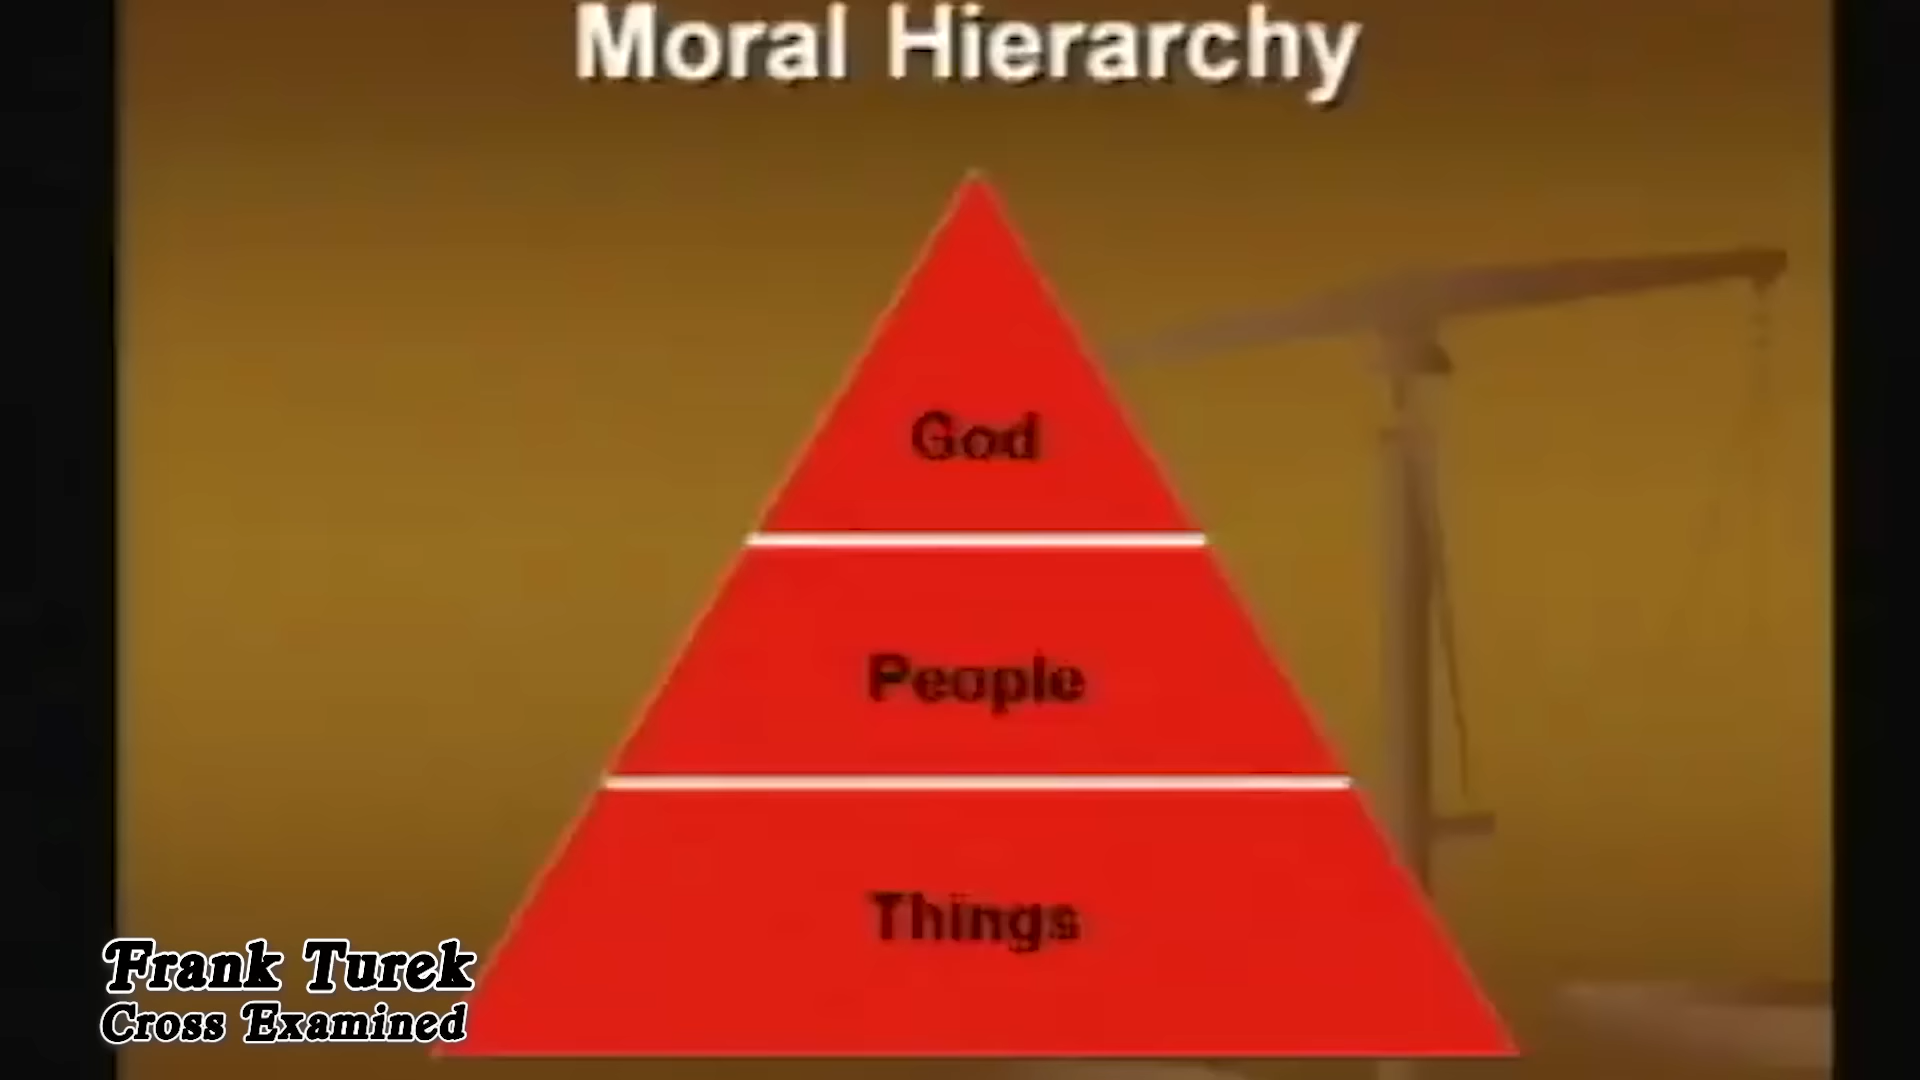 Moral Hierarchy
God
People
Things
Frank Turek
Cross Examined